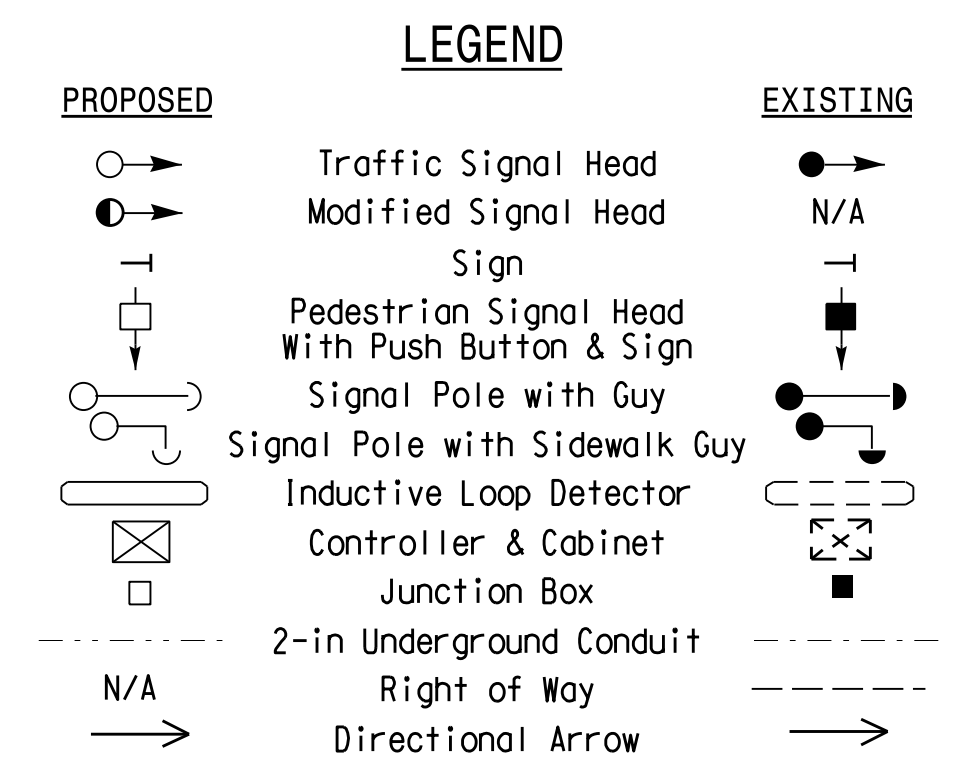 LEGEND
PROPOSED EXISTING
Traffic Signal Head
Modified Signal Head N/A
Sign
Pedestrian Signal Head
With Push Button & Sign
Signal Pole with Guy
Signal Pole with Sidewalk Guy
Inductive Loop Detector
Controller & Cabinet
Junction Box
2-in Underground Conduit
N/A Right of Way
Directional Arrow